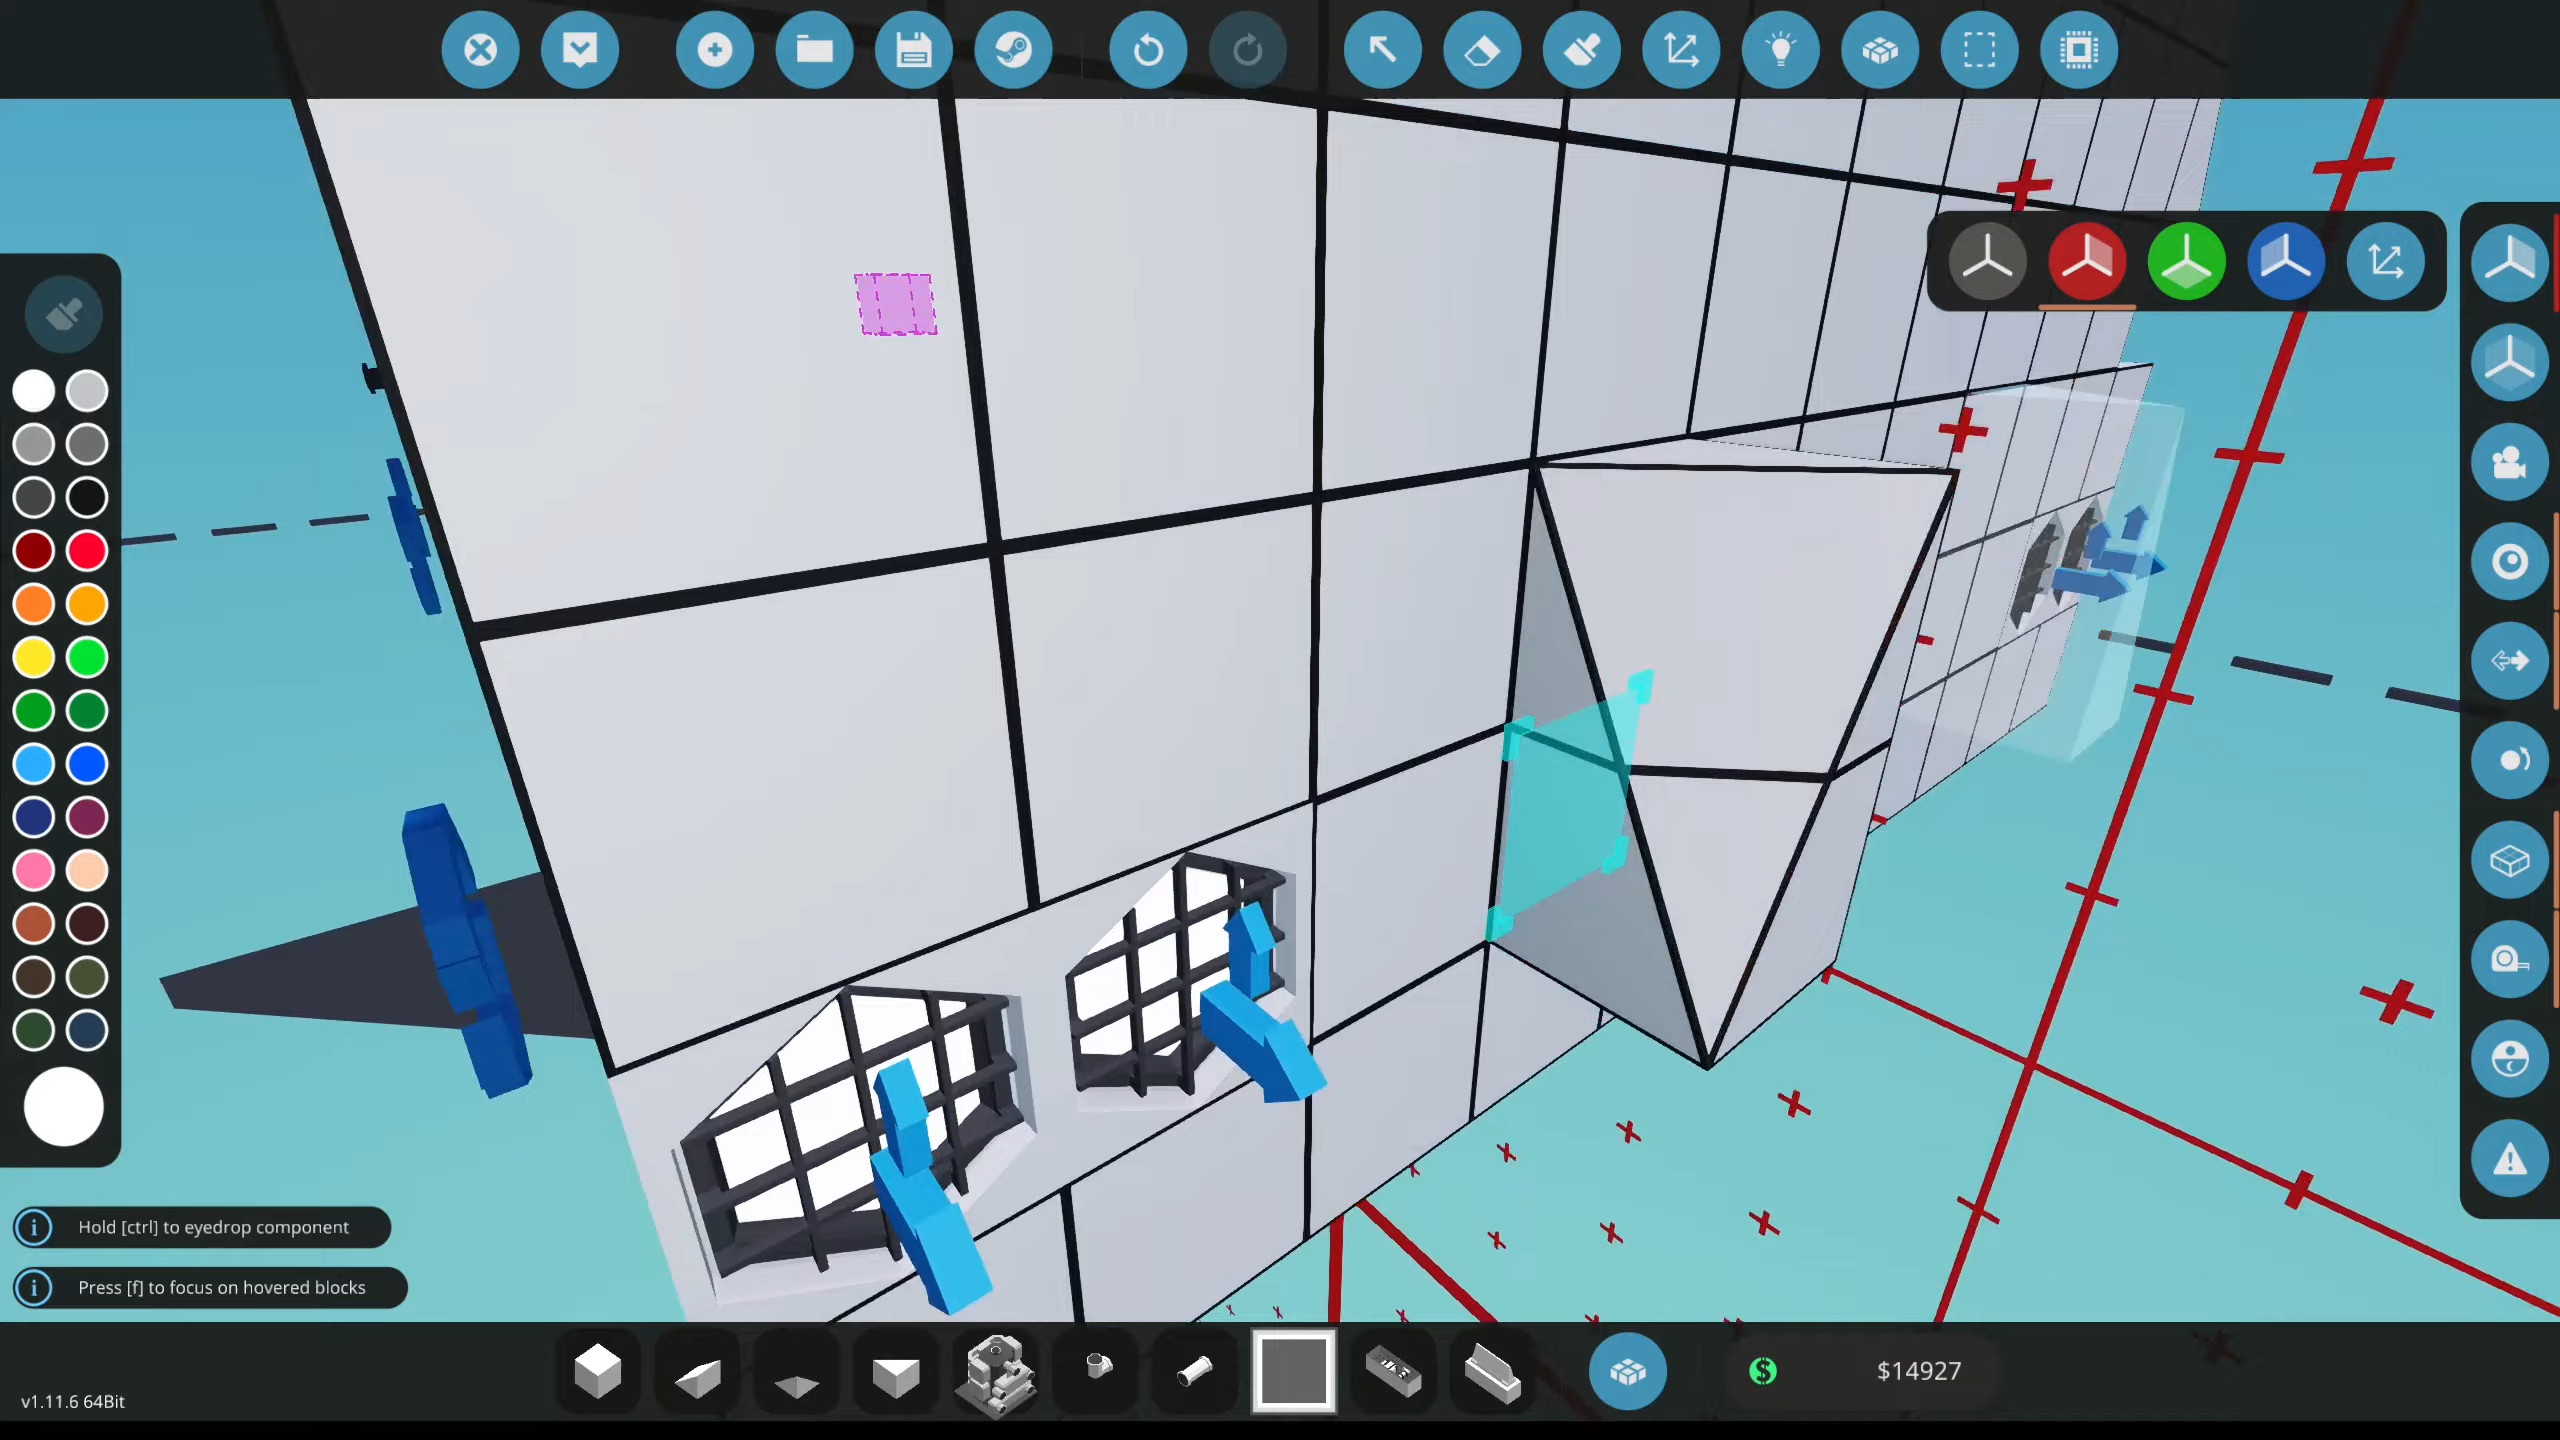 Hold [ctrl] to eyedrop component
Press [f] to focus on hovered blocks
v1.11.6 64Bit
$
$14927